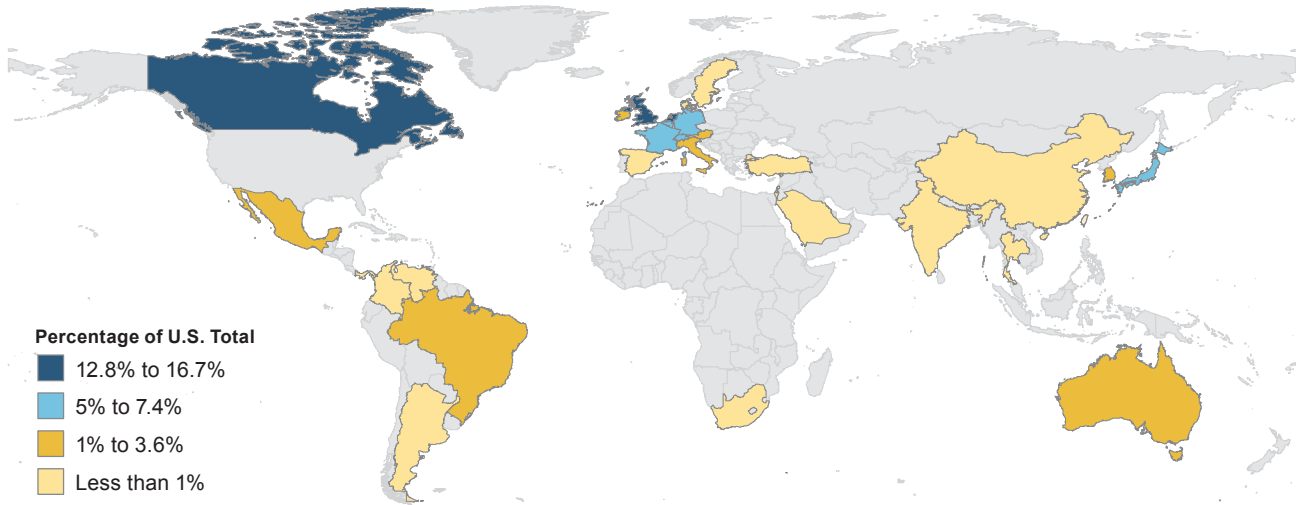 Percentage of U.S. Total
12.8% to 16.7%
5% to 7.4%
1% to 3.6%
Less than 1%